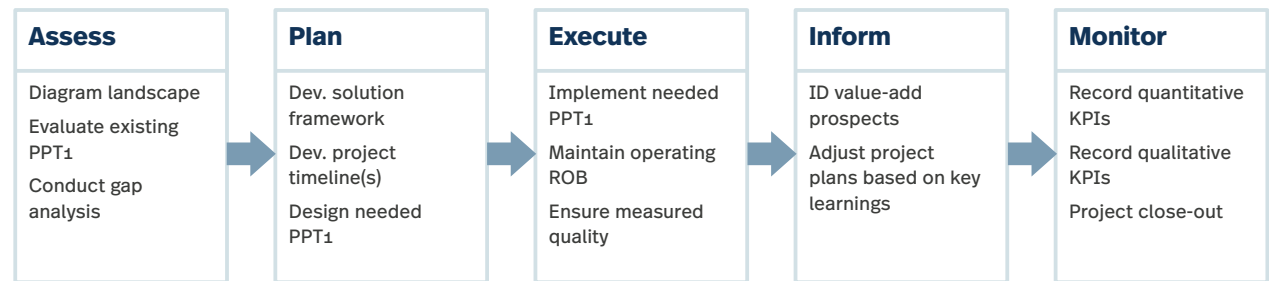 Assess
Diagram landscape
Evaluate existing
PPT1
Conduct gap
analysis
Plan
Dev. solution
framework
Dev. project
timeline(s)
Design needed
PPT1
Execute
Implement needed
PPT1
Maintain operating
ROB
Ensure measured
quality
Inform
ID value-add
prospects
Adjust project
plans based on key
learnings
Monitor
Record quantitative
KPIs
Record qualitative
KPIs
Project close-out